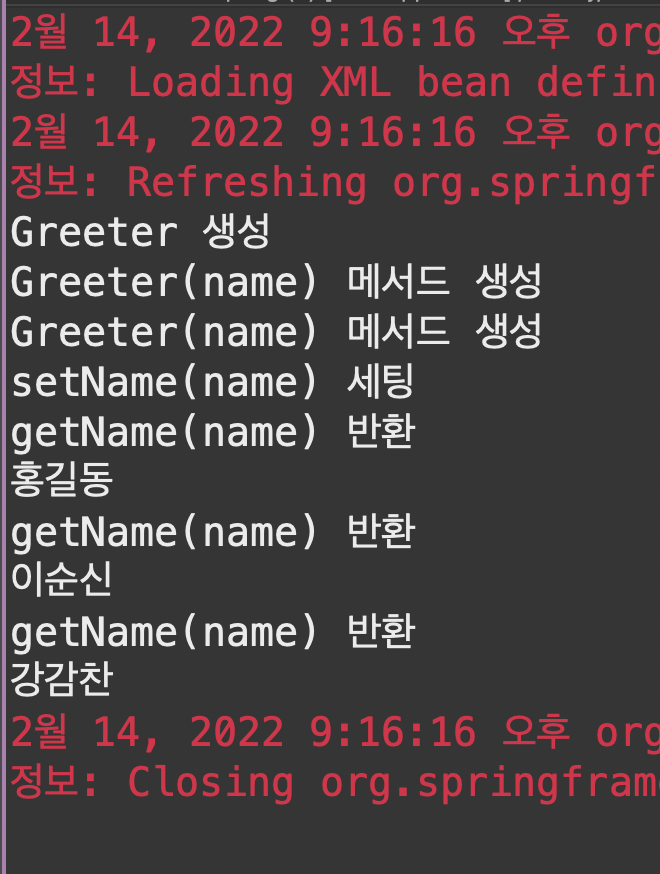 2월 14, 2022 9:16:16 오후 org
정보: Loading XML bean defin
2월 14, 2022 9:16:16 오후 org
정보: Refreshing org.springf
Greeter 생성
Greeter(name) 메서드 생성
Greeter(name) 메서드 생성
setName(name) 세팅
getName(name) 반환
홍길동
getName(name) 반환
이순신
getName(name) 반환
강감찬
2월 14, 2022 9:16:16 오후 org
정보: Closing org.springfram